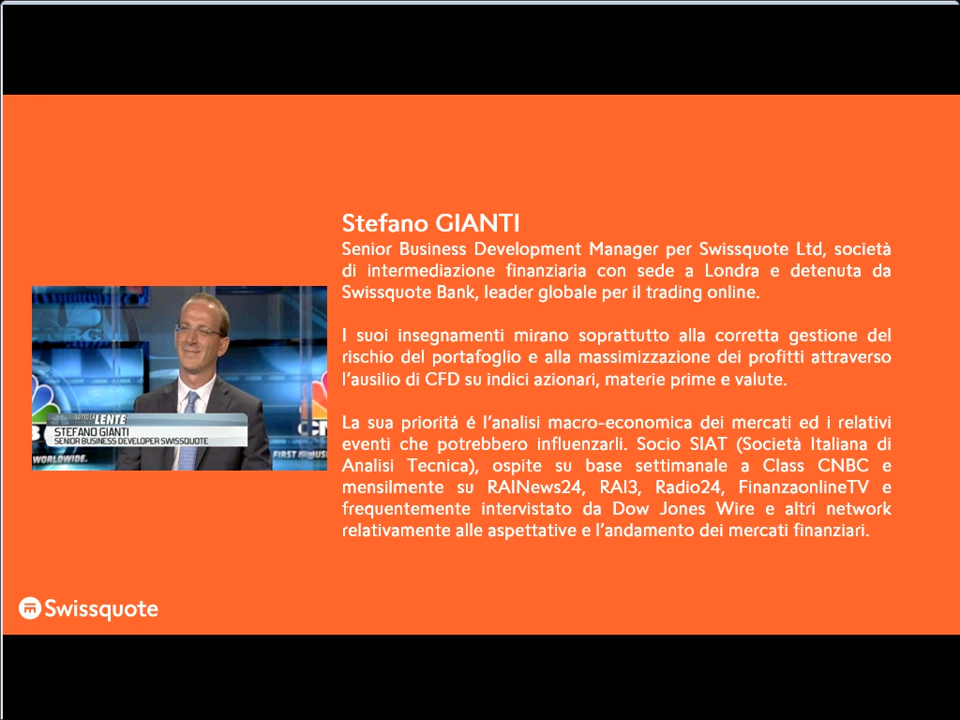 Stefano GIANTI
Senior Business Development Manager per Swissquote Ltd, società
di intermediazione finanziaria con sede a Londra e detenuta da
Swissquote Bank, leader globale per il trading online.
I suoi insegnamenti mirano soprattutto alla corretta gestione del
rischio del portafoglio e alla massimizzazione dei profitti attraverso
l'ausilio di CFD su indici azionari, materie prime e valute.
La sua prioritá é l'analisi macro-economica dei mercati ed i relativi
eventi che potrebbero influenzarli. Socio SIAT (Società Italiana di
Analisi Tecnica), ospite su base settimanale a Class CNBC e
mensilmente su RAINews24, RAI3, Radio24, FinanzaonlineTV e
frequentemente intervistato da Dow Jones Wire e altri network
relativamente alle aspettative e l'andamento dei mercati finanziari.
SOTTO LA LENTE
STEFANO GIANTI
SENIOR BUSINESS DEVELOPER SWISSQUOTE
WORLDWIDE.
FIRST IN BUS
Swissquote